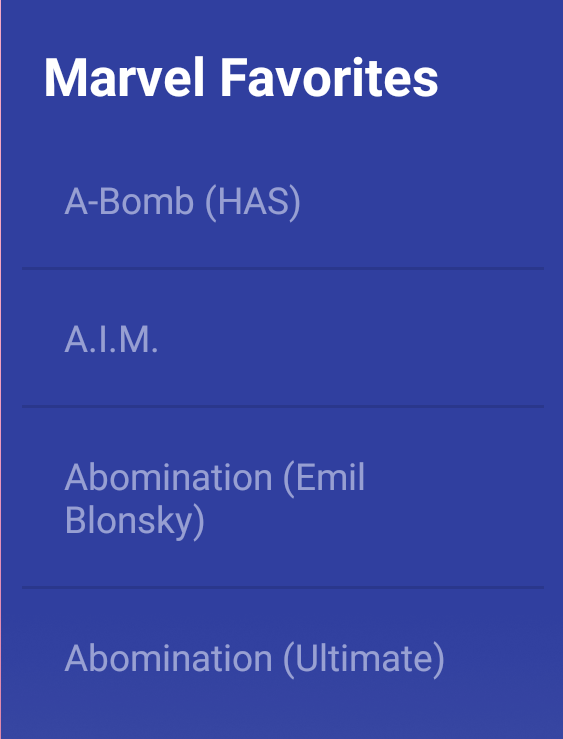 Marvel Favorites
A-Bomb (HAS)
A.I.M.
Abomination (Emil
Blonsky)
Abomination (Ultimate)